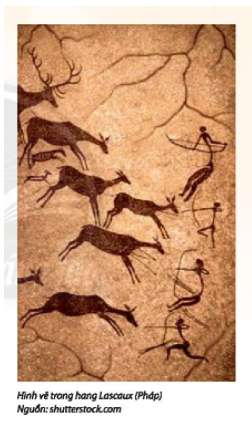 Hình vẽ trong hang Lascaux (Pháp)
Nguồn: shutterstock.com